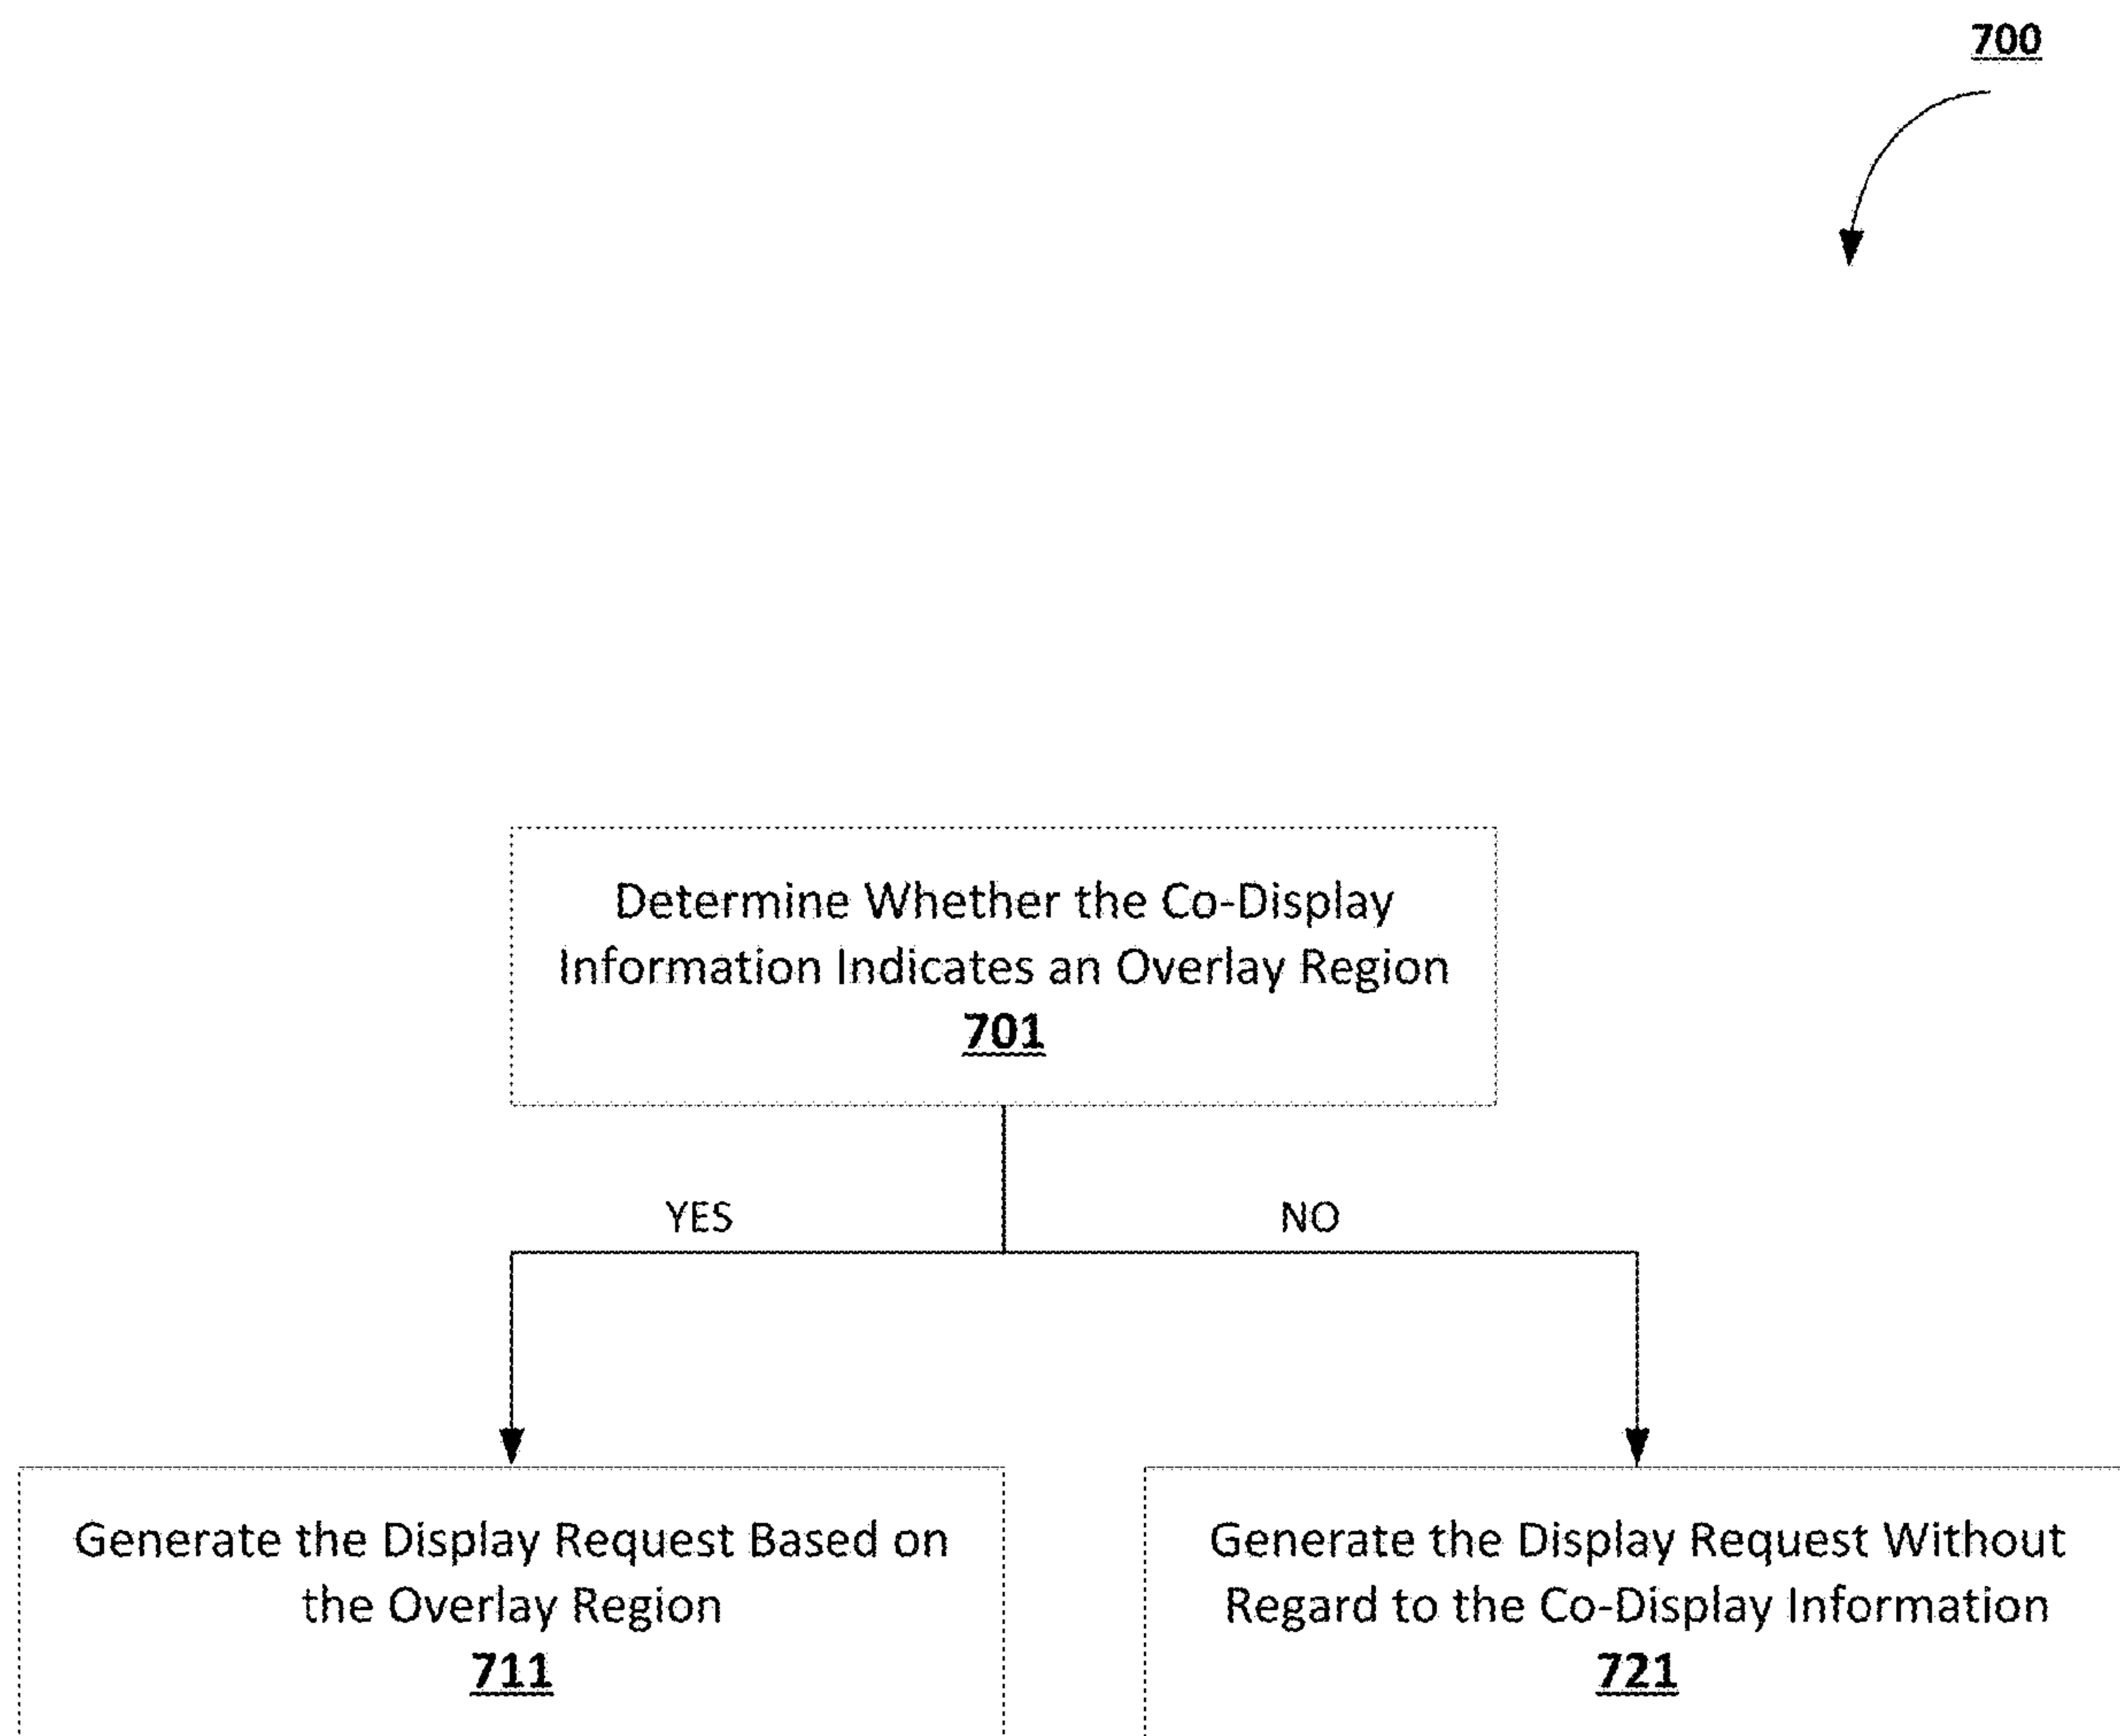 700
Determine Whether the Co-Display
Information Indicates an Overlay Region
701
YES
NO
Generate the Display Request Based on
the Overlay Region
711
Generate the Display Request Without
Regard to the Co-Display Information
721